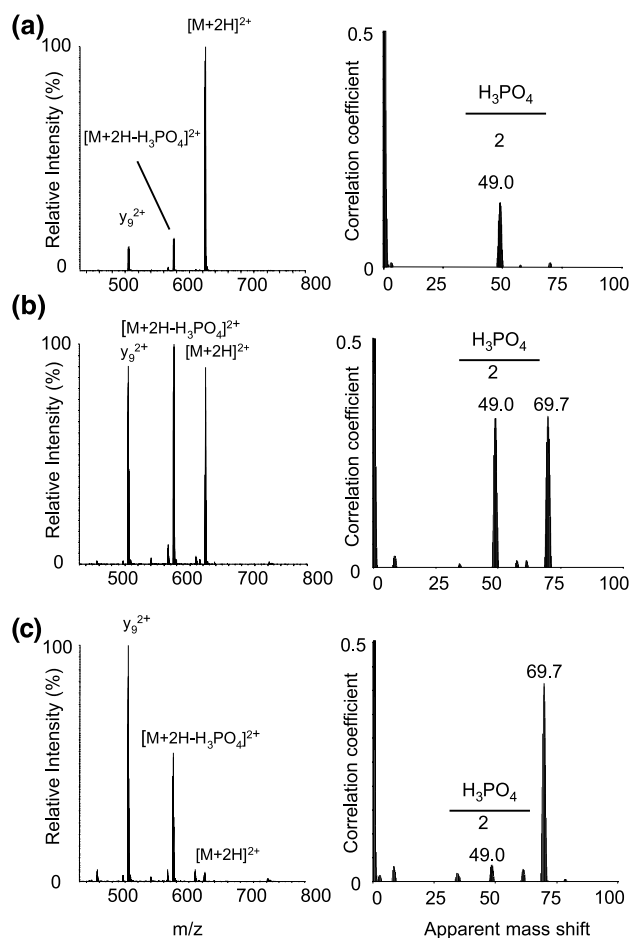 (a)
[M+2H]²⁺
100
[M+2H-H₃PO₄]²⁺
y₉²⁺
0
Relative Intensity (%)
500 600 700 800
0.5
Correlation coefficient
H₃PO₄
2
49.0
0
0 25 50 75 100
(b)
[M+2H-H₃PO₄]²⁺
100
y₉²⁺
[M+2H]²⁺
0
Relative Intensity (%)
500 600 700 800
0.5
Correlation coefficient
H₃PO₄
2
49.0 69.7
0
0 25 50 75 100
(c)
y₉²⁺
100
[M+2H-H₃PO₄]²⁺
[M+2H]²⁺
0
Relative Intensity (%)
500 600 700 800
m/z
0.5
Correlation coefficient
69.7
H₃PO₄
2
49.0
0
0 25 50 75 100
Apparent mass shift